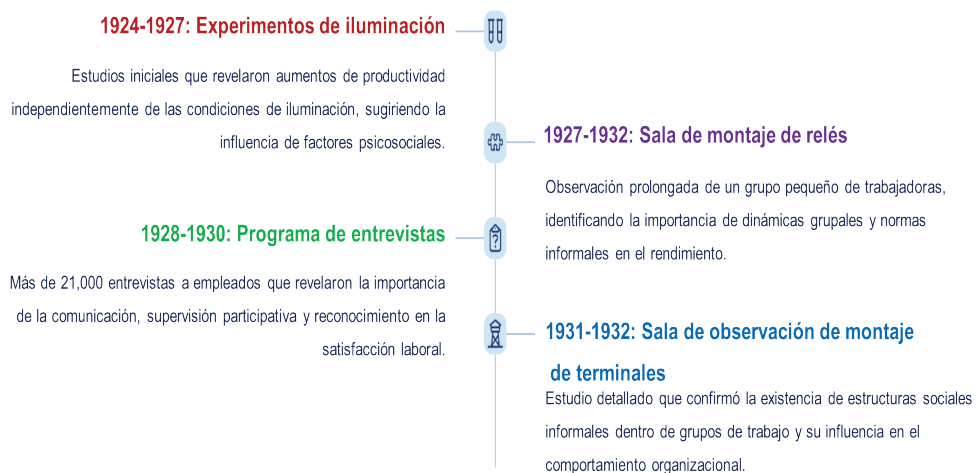 1924-1927: Experimentos de iluminación
Estudios iniciales que revelaron aumentos de productividad
independientemente de las condiciones de iluminación, sugiriendo la
influencia de factores psicosociales.
1927-1932: Sala de montaje de relés
Observación prolongada de un grupo pequeño de trabajadoras,
identificando la importancia de dinámicas grupales y normas
informales en el rendimiento.
1928-1930: Programa de entrevistas
Más de 21,000 entrevistas a empleados que revelaron la importancia
de la comunicación, supervisión participativa y reconocimiento en la
satisfacción laboral.
1931-1932: Sala de observación de montaje
de terminales
Estudio detallado que confirmó la existencia de estructuras sociales
informales dentro de grupos de trabajo y su influencia en el
comportamiento organizacional.